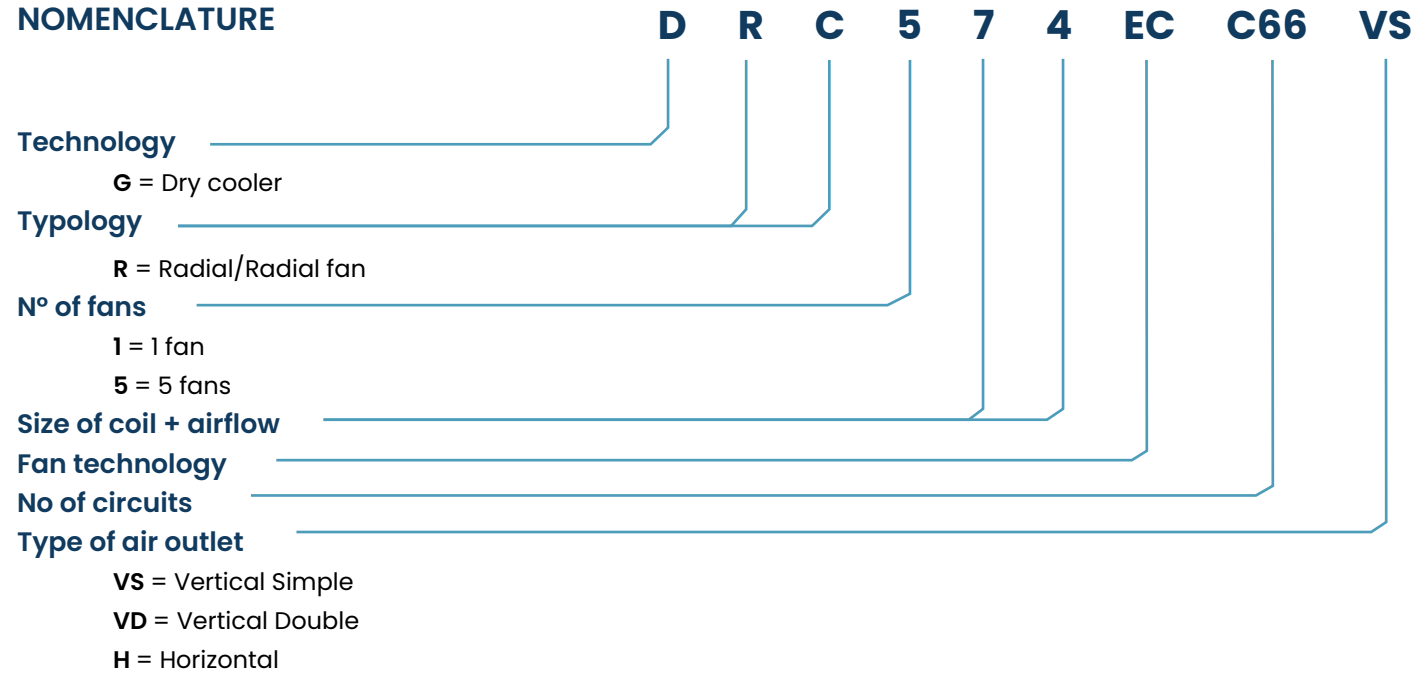 NOMENCLATURE D R C 5 7 4 EC C66 VS
Technology
G = Dry cooler
Typology
R = Radial/Radial fan
Nº of fans
1 = 1 fan
5 = 5 fans
Size of coil + airflow
Fan technology
No of circuits
Type of air outlet
VS = Vertical Simple
VD = Vertical Double
H = Horizontal